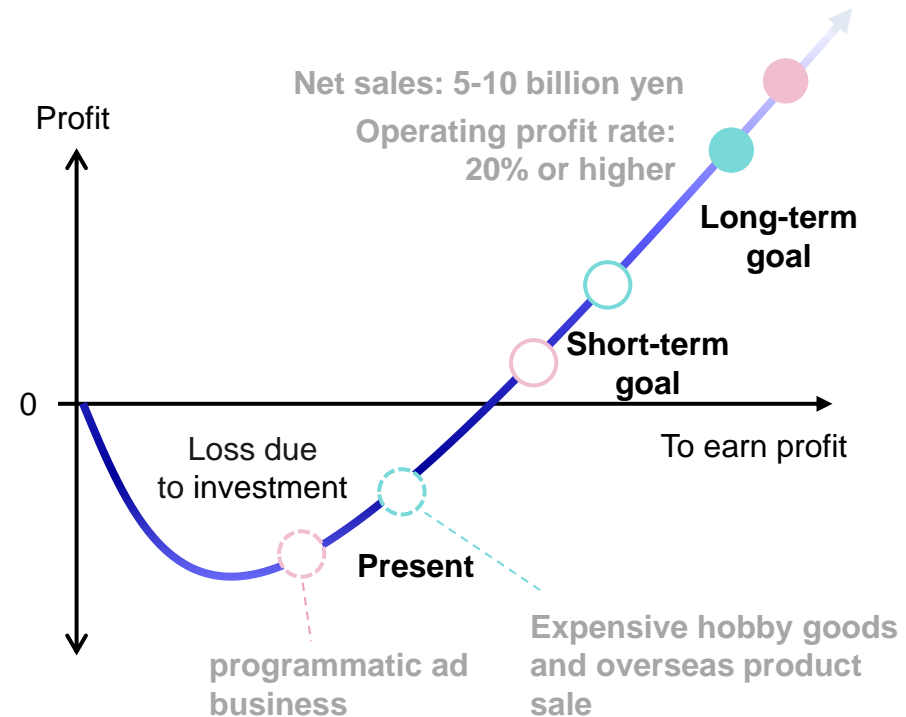 Net sales: 5-10 billion yen
Profit
Operating profit rate:
20% or higher
Long-term
goal
Short-term
goal
0
To earn profit
Loss due
to investment
Present
Expensive hobby goods
and overseas product
sale
programmatic ad
business